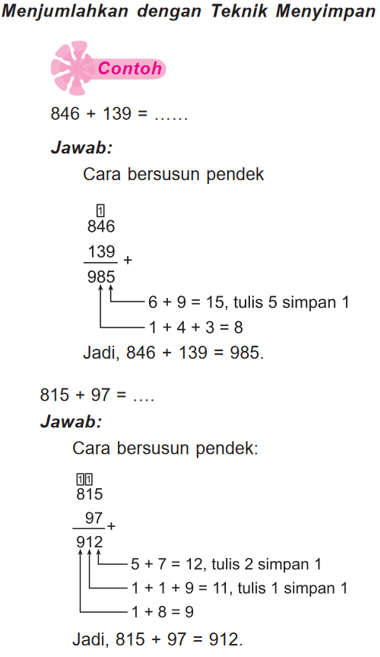 Menjumlahkan dengan Teknik Menyimpan
Contoh
846 + 139 = ......
Jawab:
Cara bersusun pendek
1
846
139
+
985
6 + 9 = 15, tulis 5 simpan 1
1 + 4 + 3 = 8
Jadi, 846 + 139 = 985.
815 + 97 = ....
Jawab:
Cara bersusun pendek:
11
815
97
+
912
5 + 7 = 12, tulis 2 simpan 1
1 + 1 + 9 = 11, tulis 1 simpan 1
1 + 8 = 9
Jadi, 815 + 97 = 912.